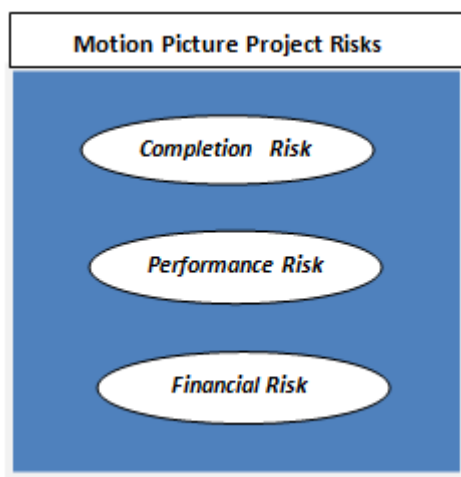 Motion Picture Project Risks
Completion Risk
Performance Risk
Financial Risk